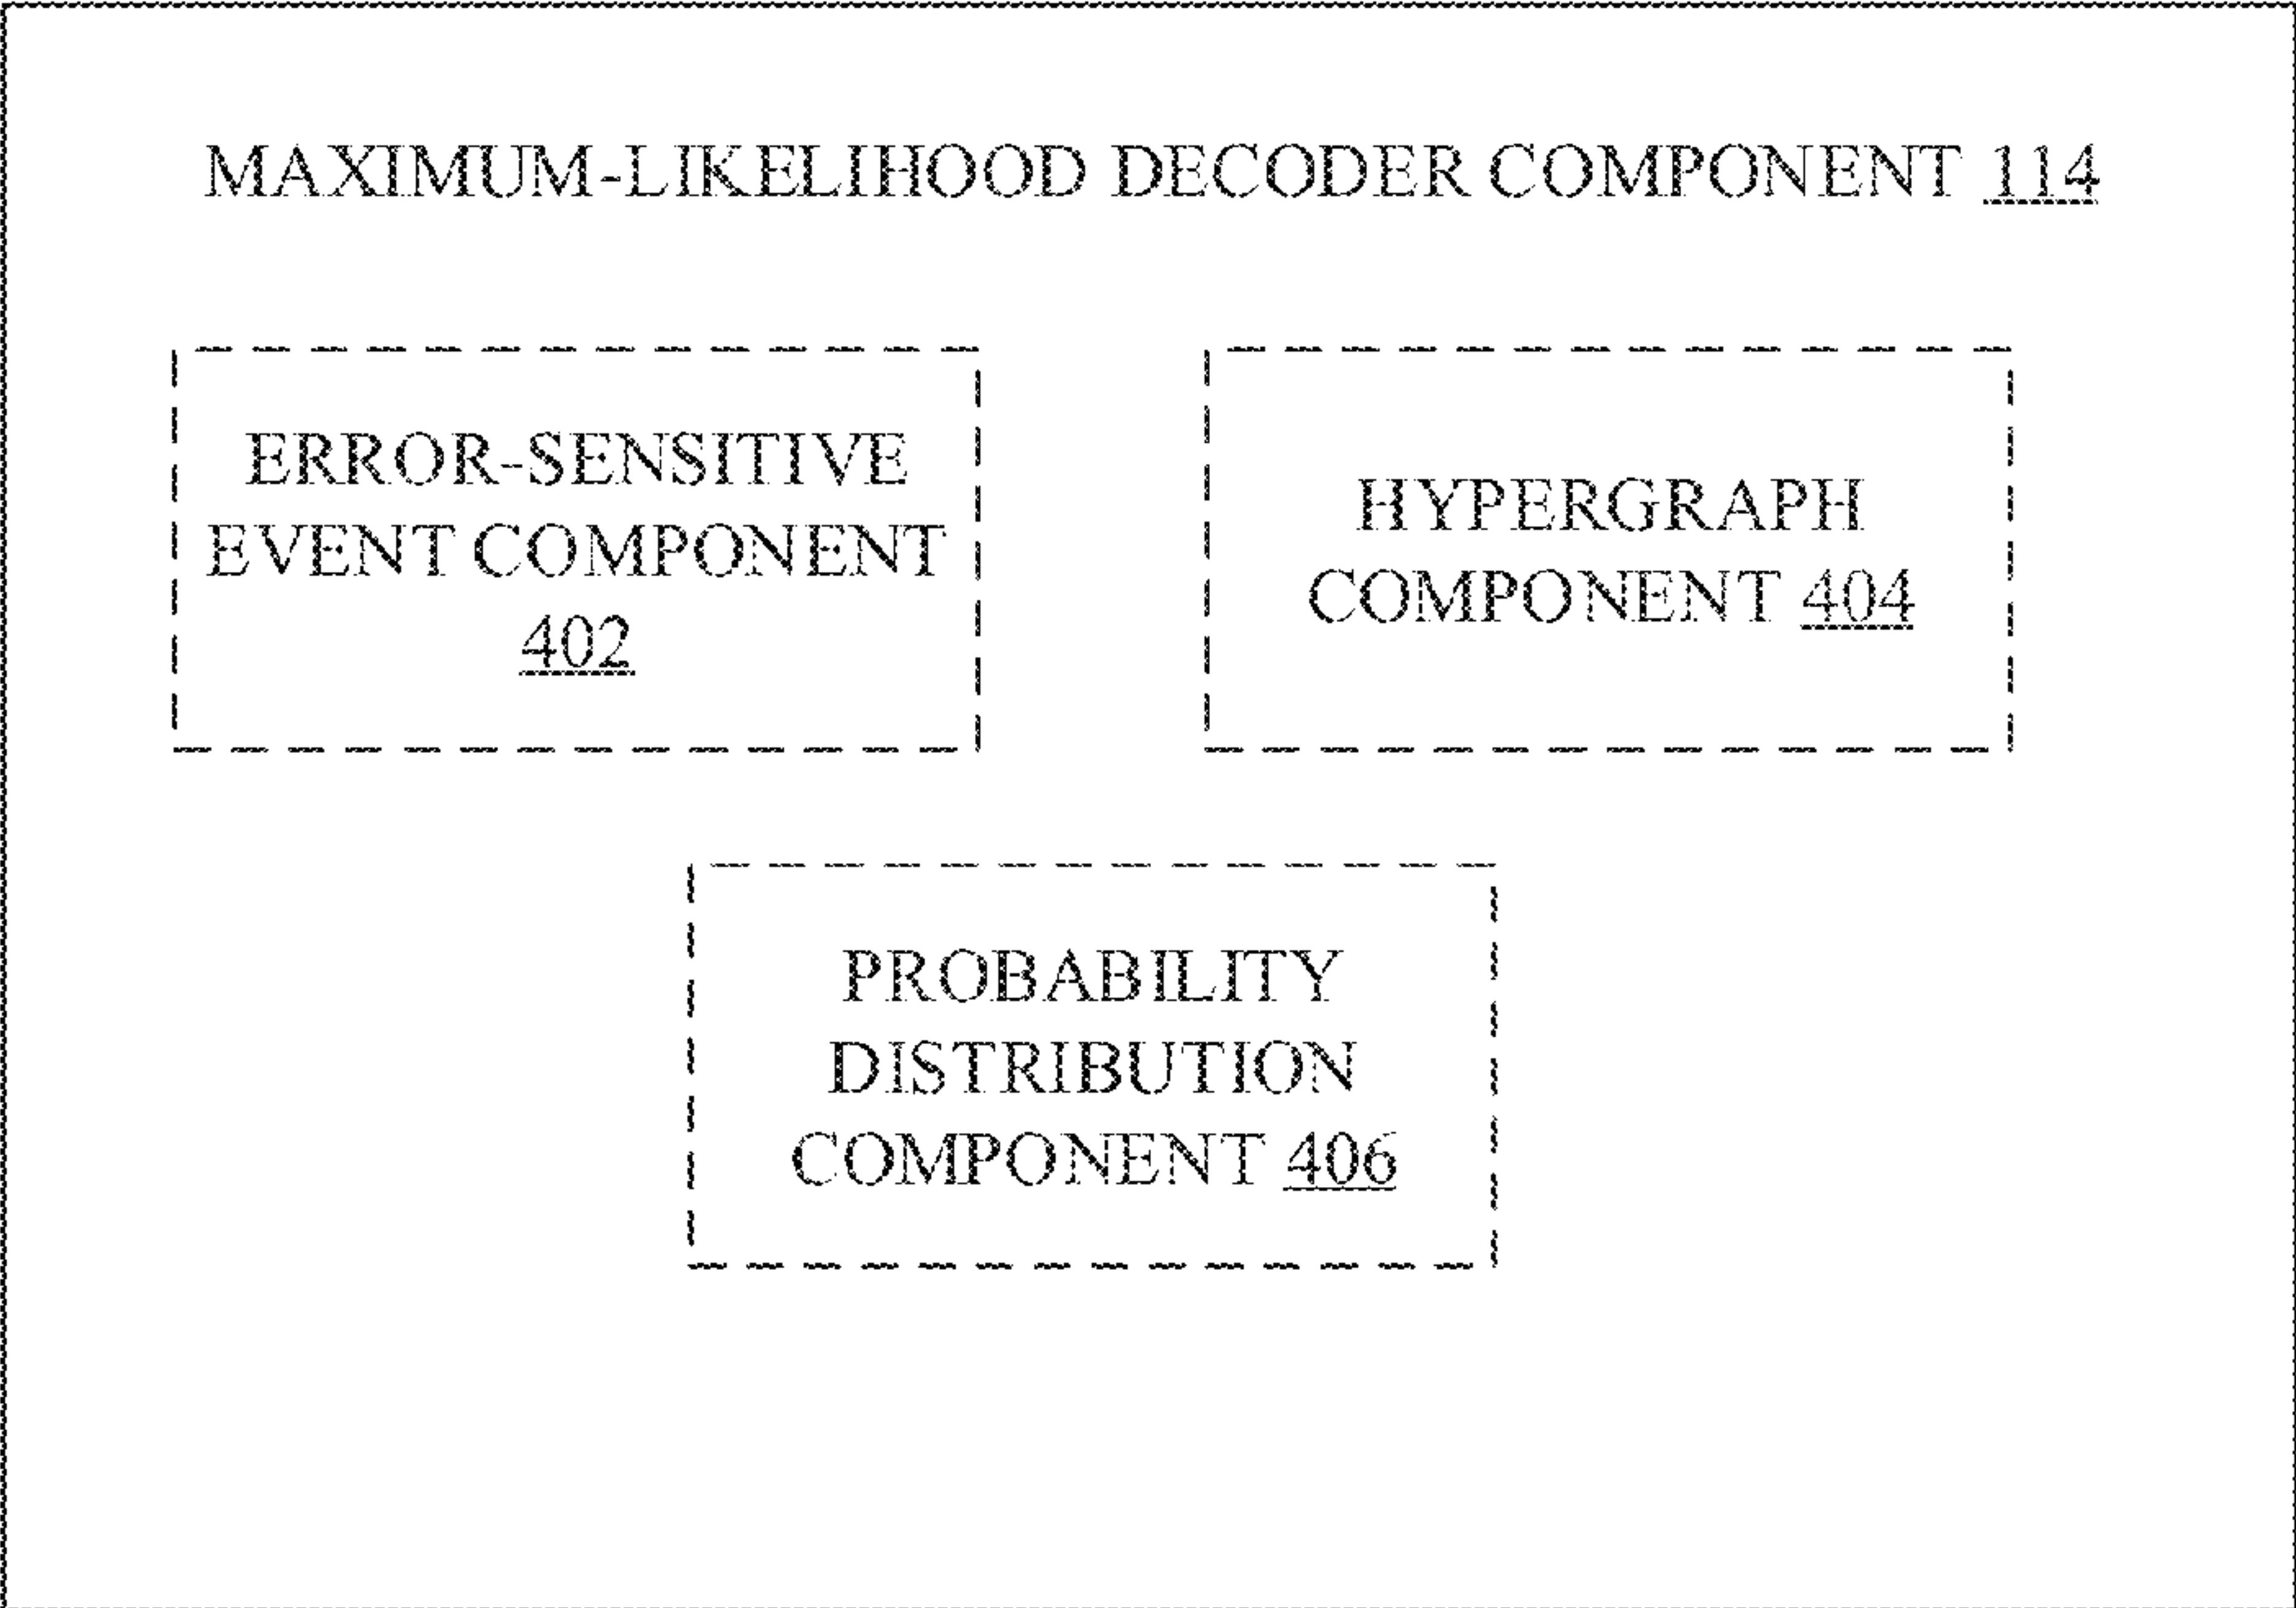 MAXIMUM-LIKELIHOOD DECODER COMPONENT 114
ERROR-SENSITIVE
EVENT COMPONENT
402
HYPERGRAPH
COMPONENT 404
PROBABILITY
DISTRIBUTION
COMPONENT 406